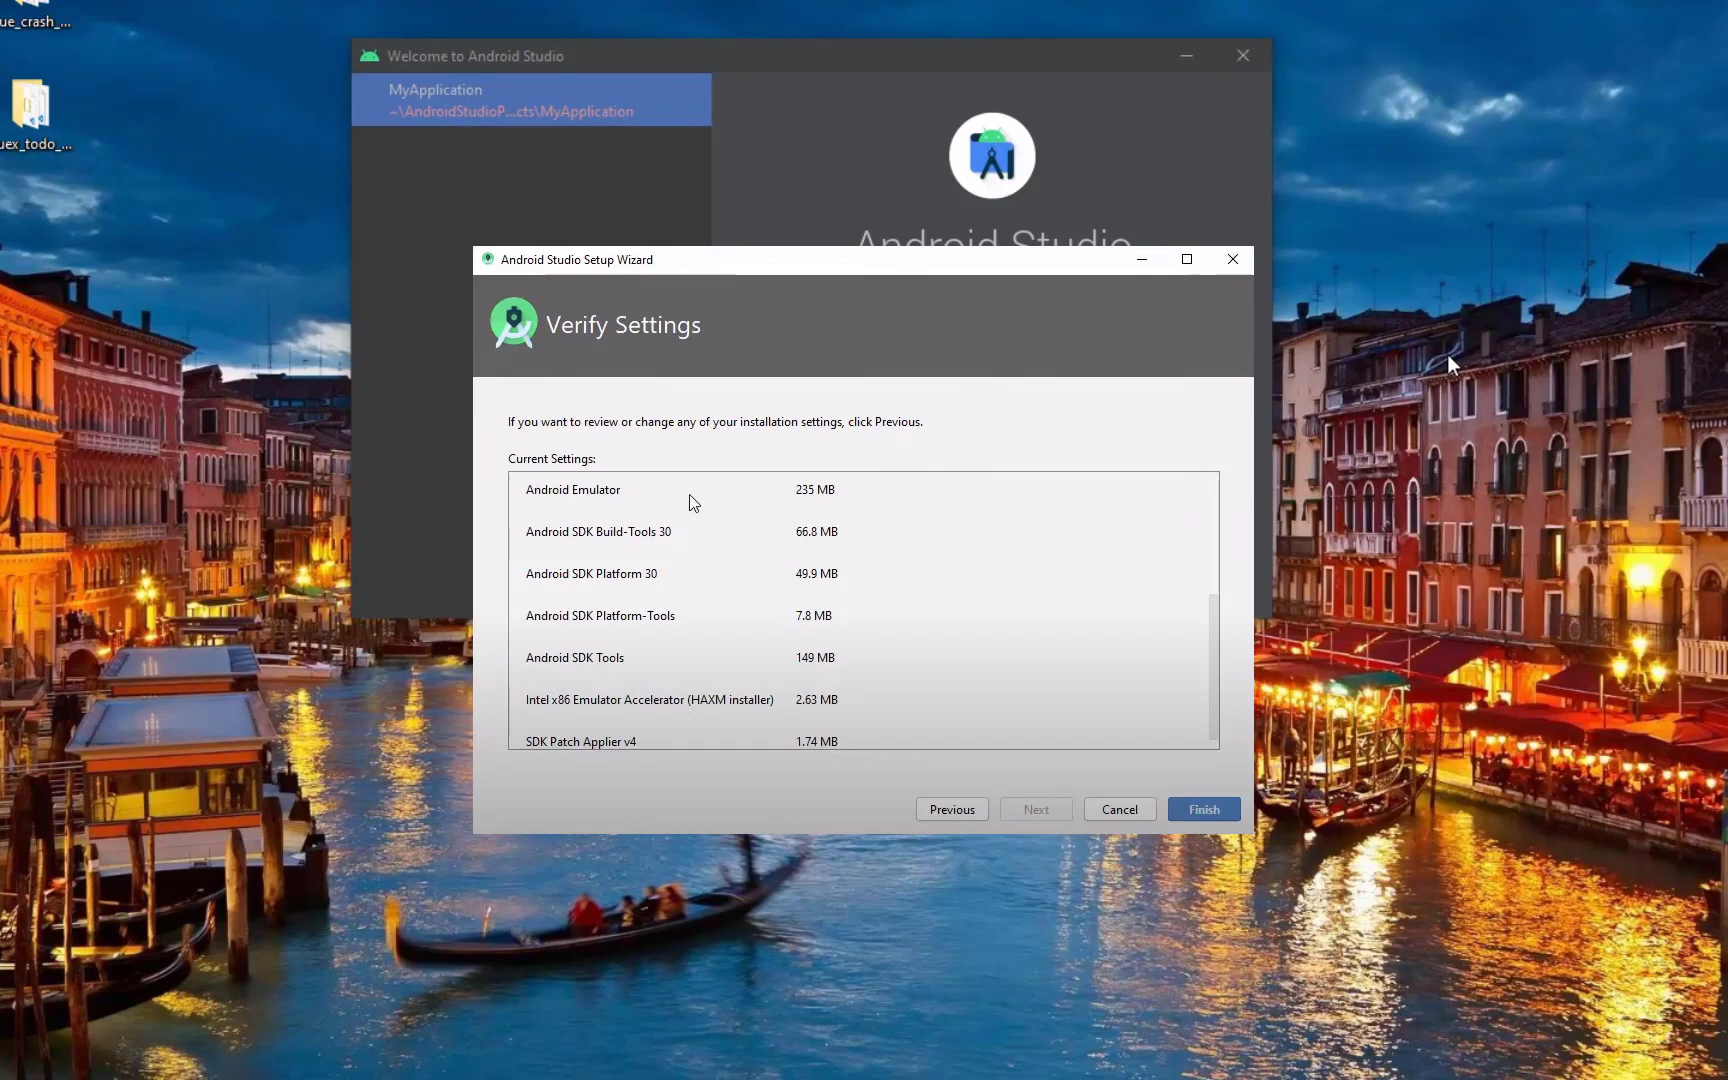 ue_crash_...
uex_todo_...
Welcome to Android Studio
MyApplication
~\AndroidStudioP...cts\MyApplication
Android Studio
Android Studio Setup Wizard
Verify Settings
If you want to review or change any of your installation settings, click Previous.
Current Settings:
Android Emulator 235 MB
Android SDK Build-Tools 30 66.8 MB
Android SDK Platform 30 49.9 MB
Android SDK Platform-Tools 7.8 MB
Android SDK Tools 149 MB
Intel x86 Emulator Accelerator (HAXM installer) 2.63 MB
SDK Patch Applier v4 1.74 MB
Previous Next Cancel Finish